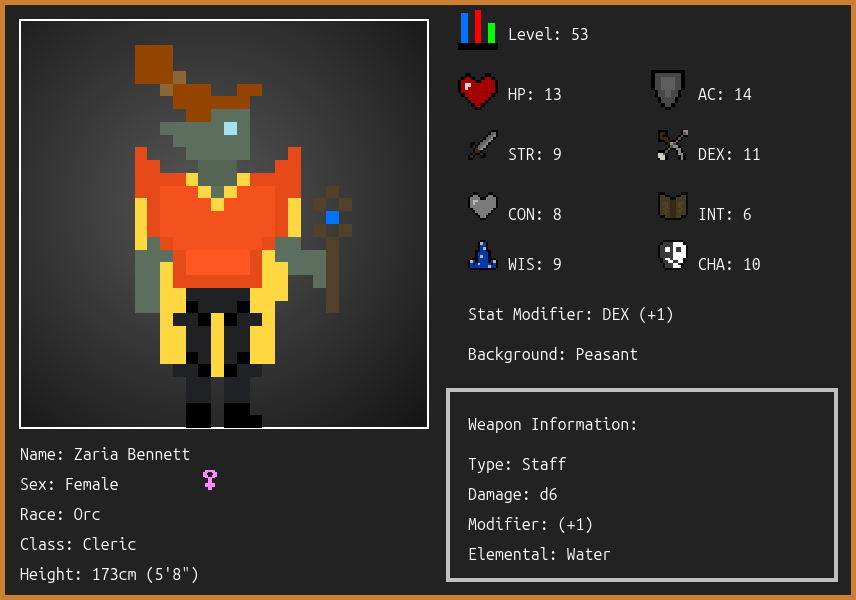 Level: 53
HP: 13
AC: 14
STR: 9
DEX: 11
CON: 8
INT: 6
WIS: 9
CHA: 10
Stat Modifier: DEX (+1)
Background: Peasant
Weapon Information:
Type: Staff
Damage: d6
Modifier: (+1)
Elemental: Water
Name: Zaria Bennett
Sex: Female
Race: Orc
Class: Cleric
Height: 173cm (5'8")